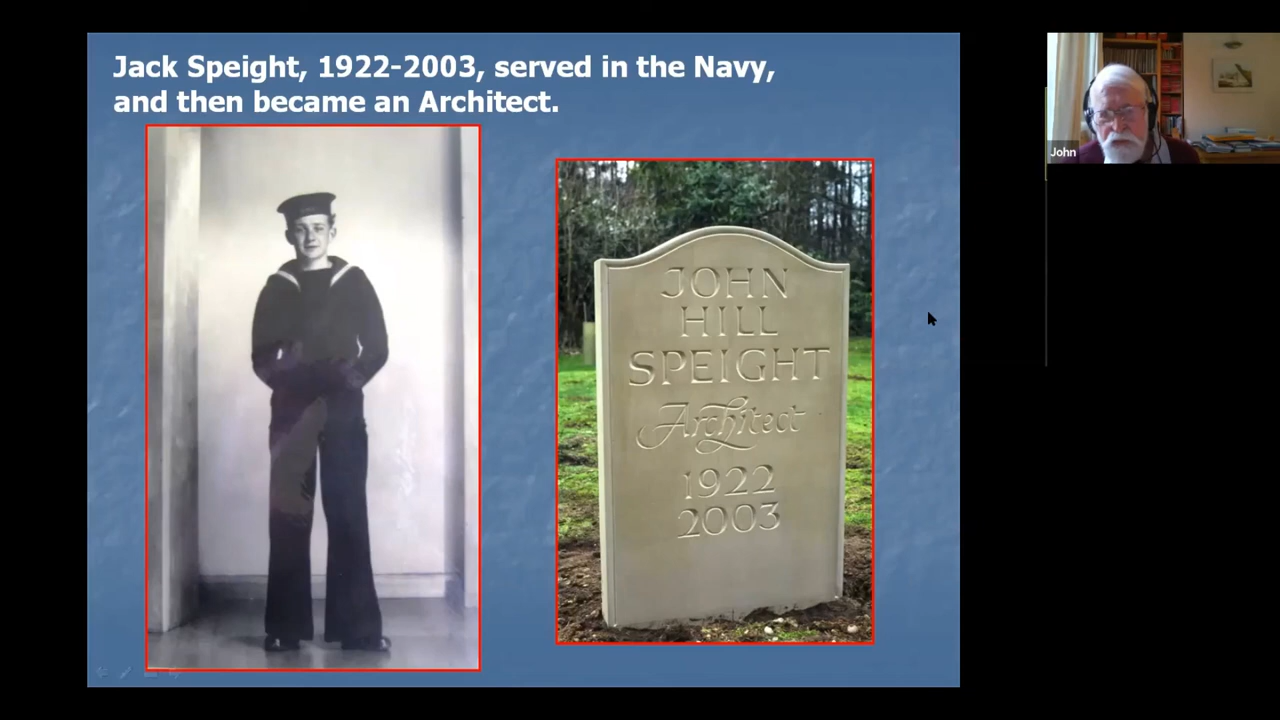 Jack Speight, 1922-2003, served in the Navy,
and then became an Architect.
JOHN
HILL
SPEIGHT
Architect
1922
2003
John